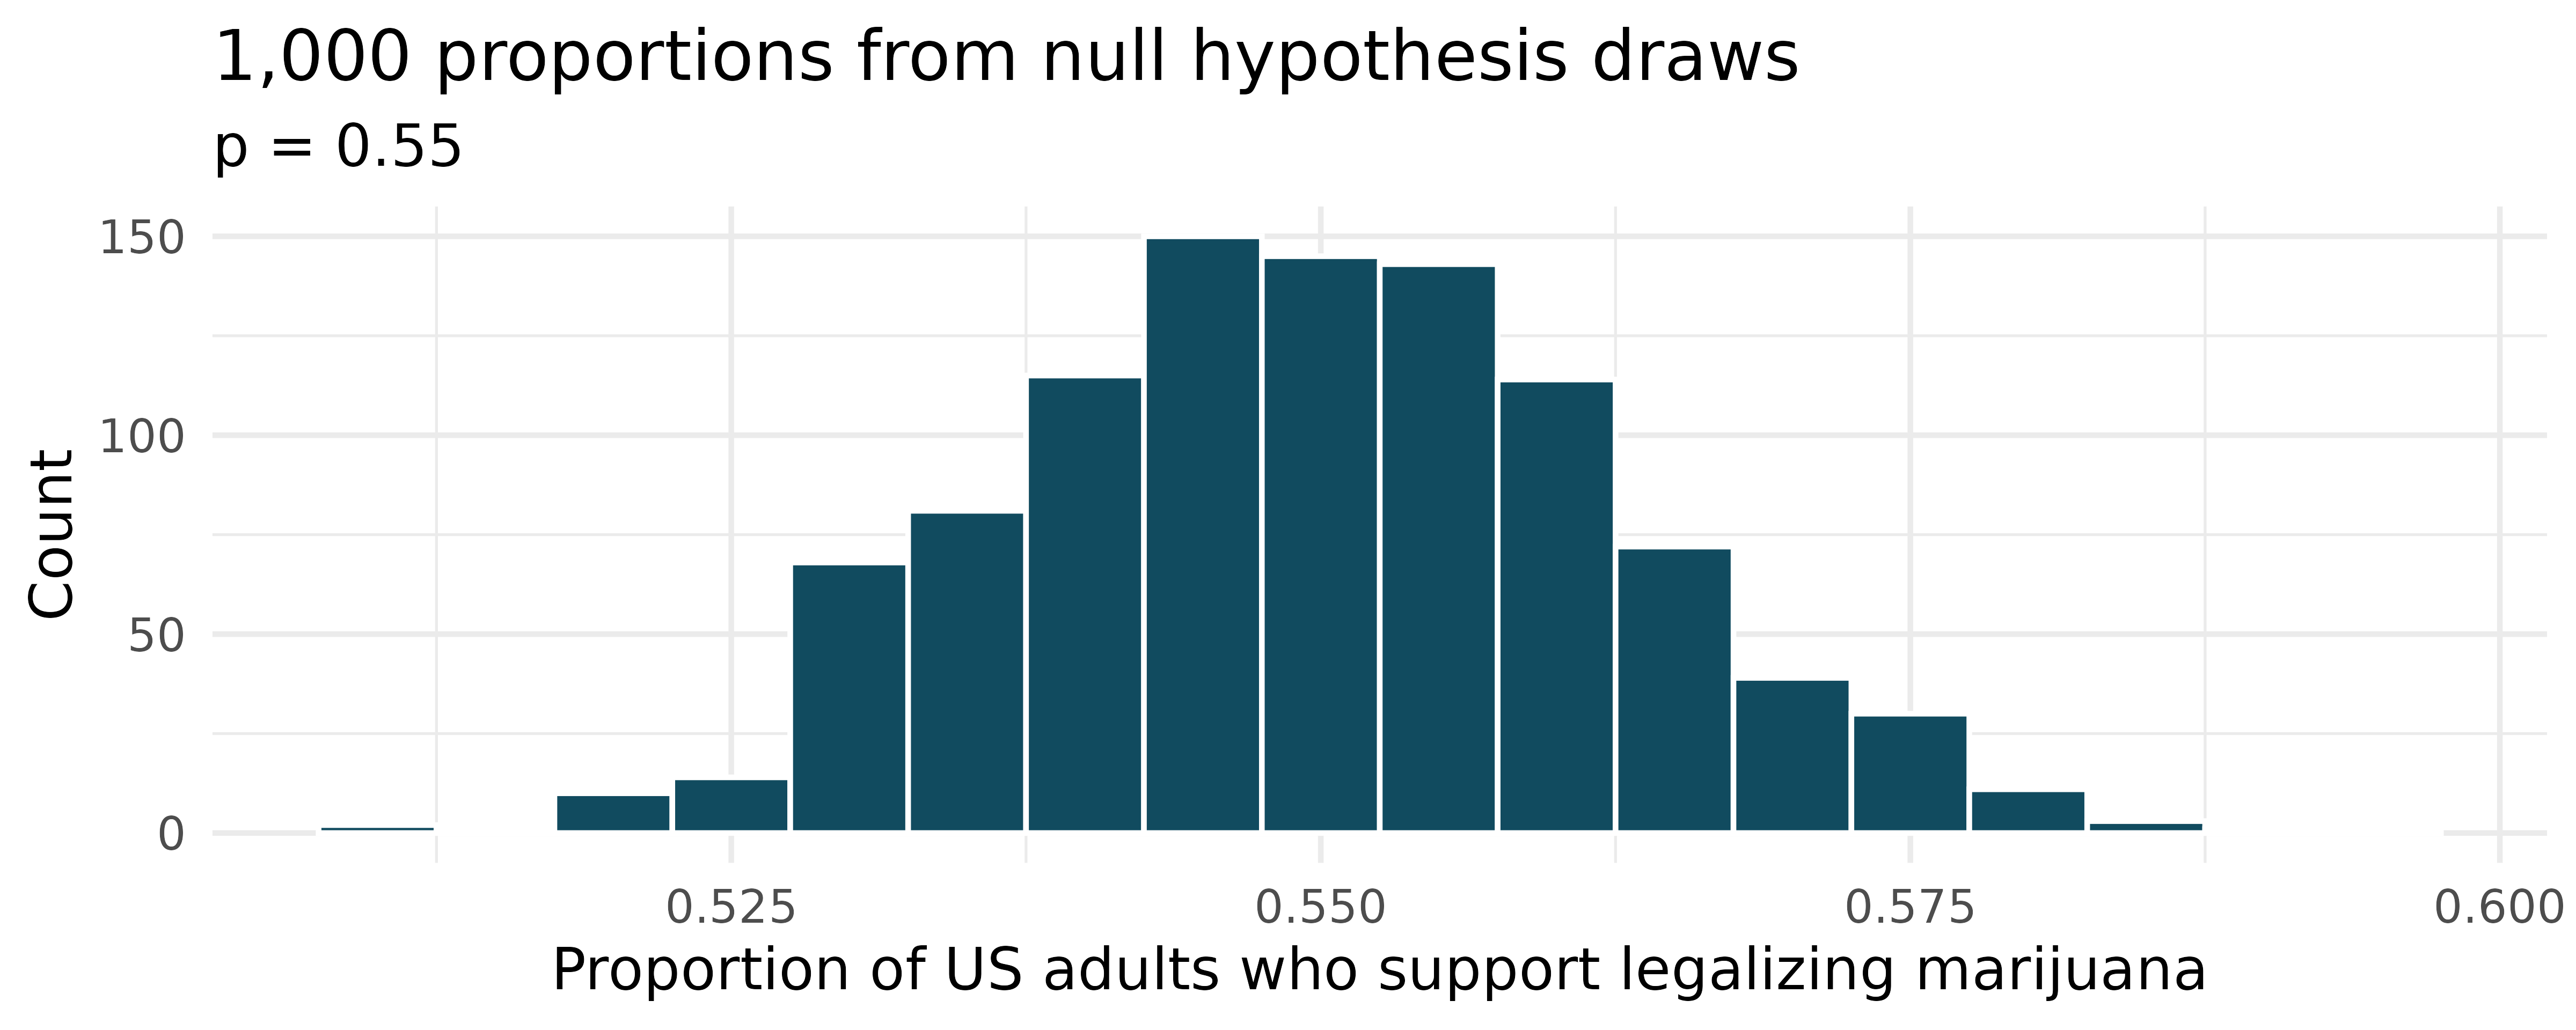 1,000 proportions from null hypothesis draws
p = 0.55
150
100
50
0
Count
0.525 0.550 0.575 0.600
Proportion of US adults who support legalizing marijuana